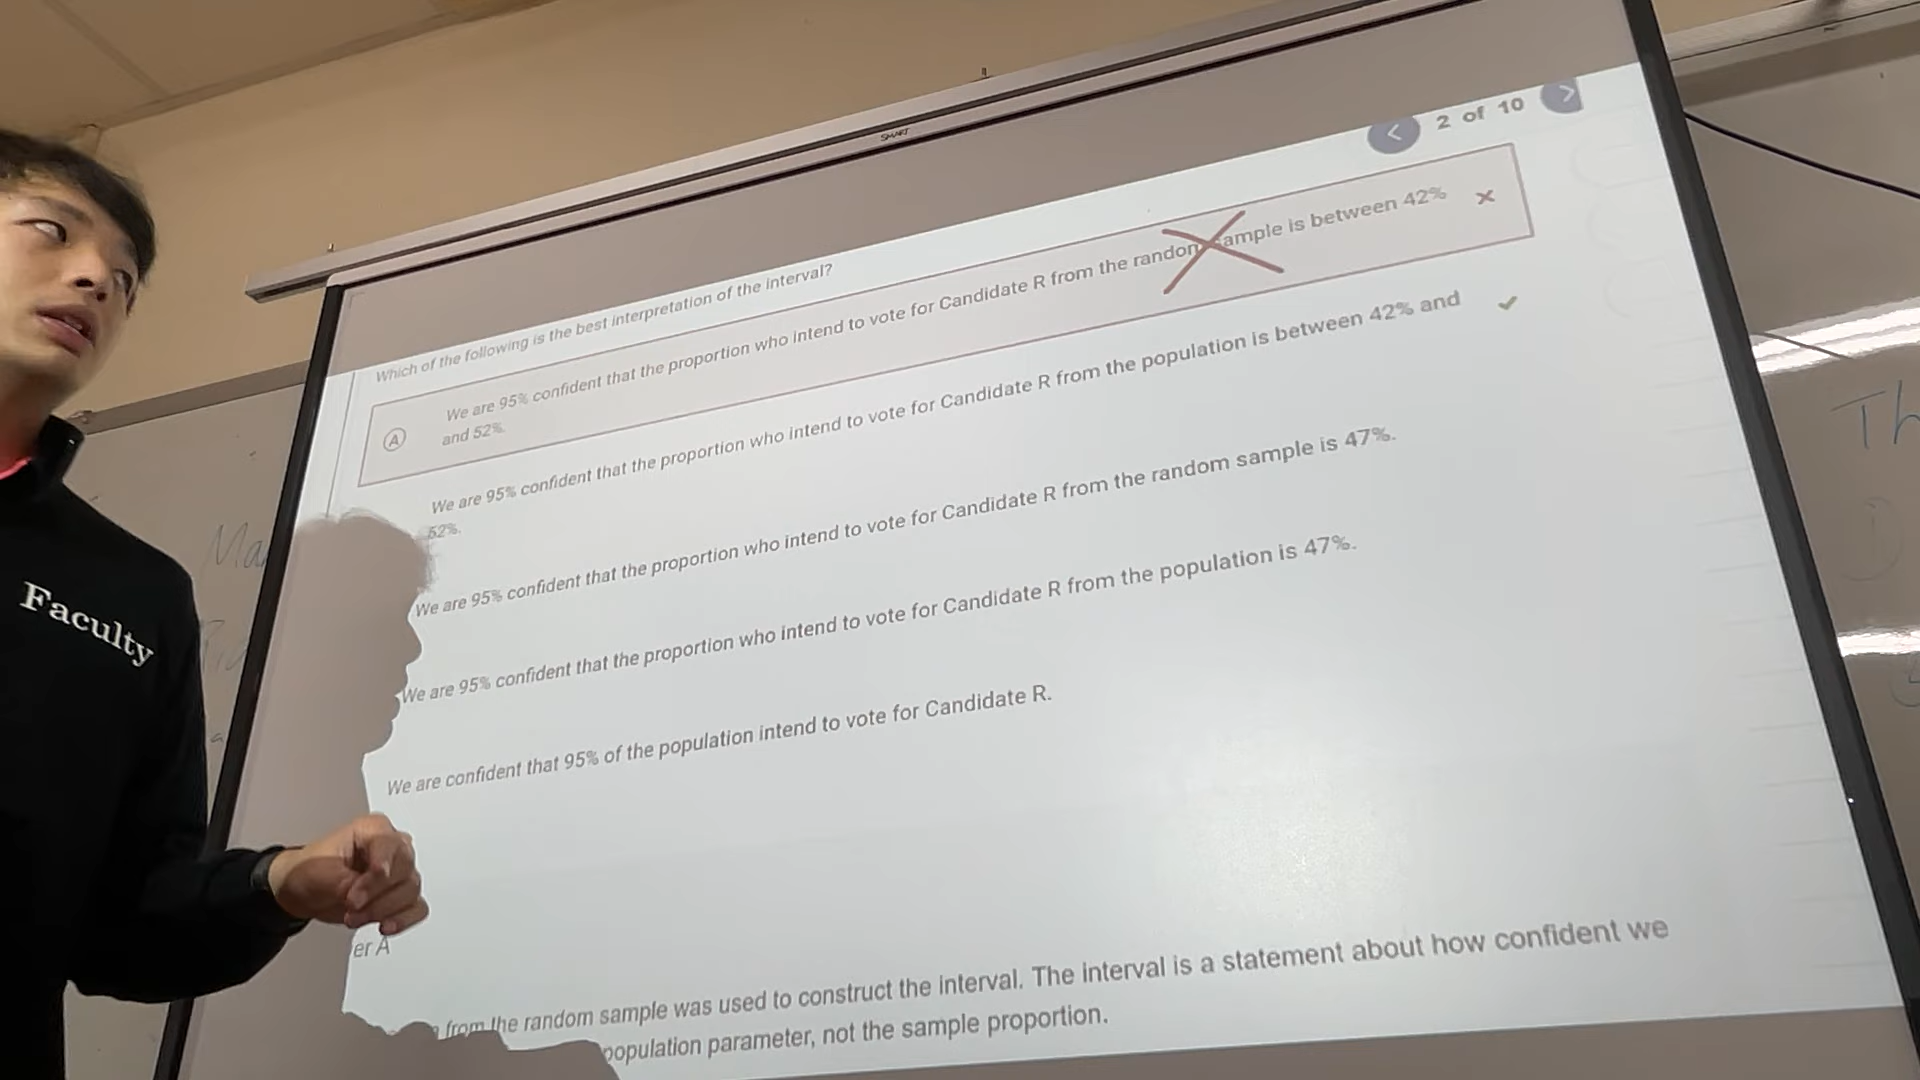 SMART
2 of 10
Which of the following is the best interpretation of the interval?
A
We are 95% confident that the proportion who intend to vote for Candidate R from the random sample is between 42%
and 52%.
We are 95% confident that the proportion who intend to vote for Candidate R from the population is between 42% and
52%.
We are 95% confident that the proportion who intend to vote for Candidate R from the random sample is 47%.
We are 95% confident that the proportion who intend to vote for Candidate R from the population is 47%.
We are confident that 95% of the population intend to vote for Candidate R.
er A
from the random sample was used to construct the interval. The interval is a statement about how confident we
population parameter, not the sample proportion.
Faculty
Ma
Th